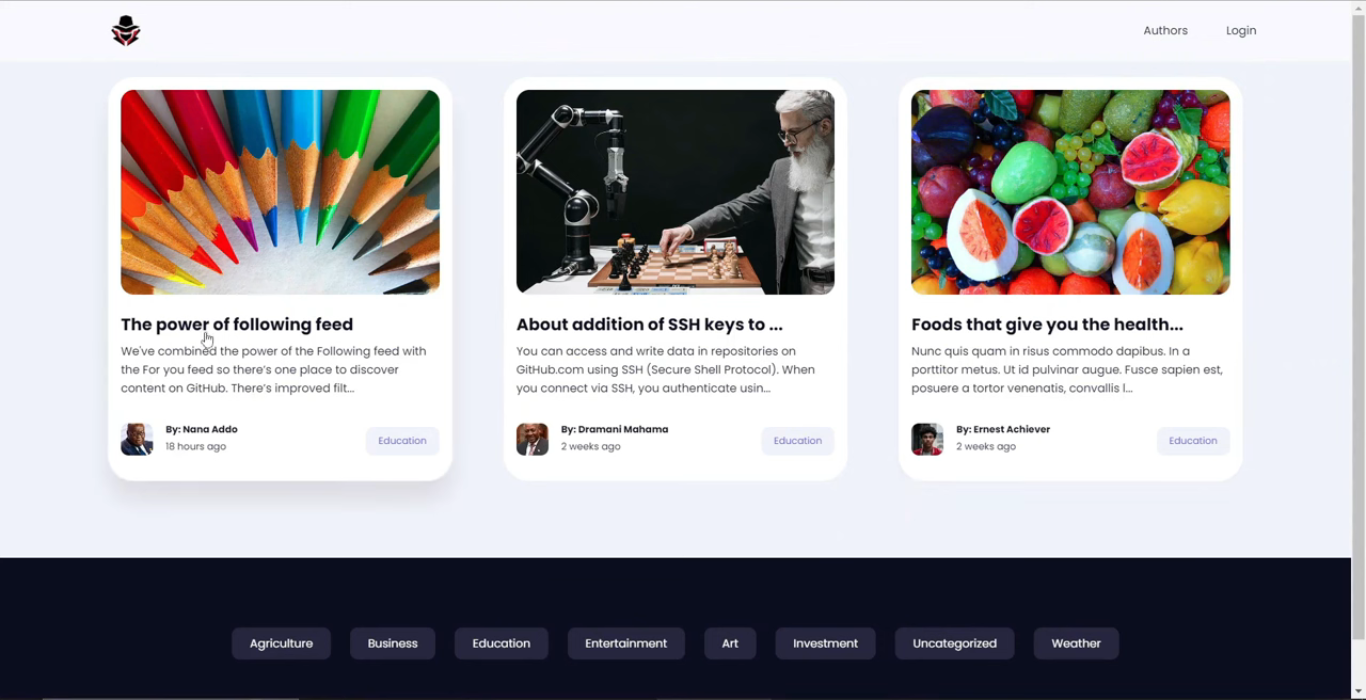 Authors Login
The power of following feed
We've combined the power of the Following feed with
the For you feed so there's one place to discover
content on GitHub. There's improved filt...
By: Nana Addo
18 hours ago
Education
About addition of SSH keys to ...
You can access and write data in repositories on
GitHub.com using SSH (Secure Shell Protocol). When
you connect via SSH, you authenticate usin...
By: Dramani Mahama
2 weeks ago
Education
Foods that give you the health...
Nunc quis quam in risus commodo dapibus. In a
porttitor metus. Ut id pulvinar augue. Fusce sapien est,
posuere a tortor venenatis, convallis l...
By: Ernest Achiever
2 weeks ago
Education
Agriculture Business Education Entertainment Art Investment Uncategorized Weather